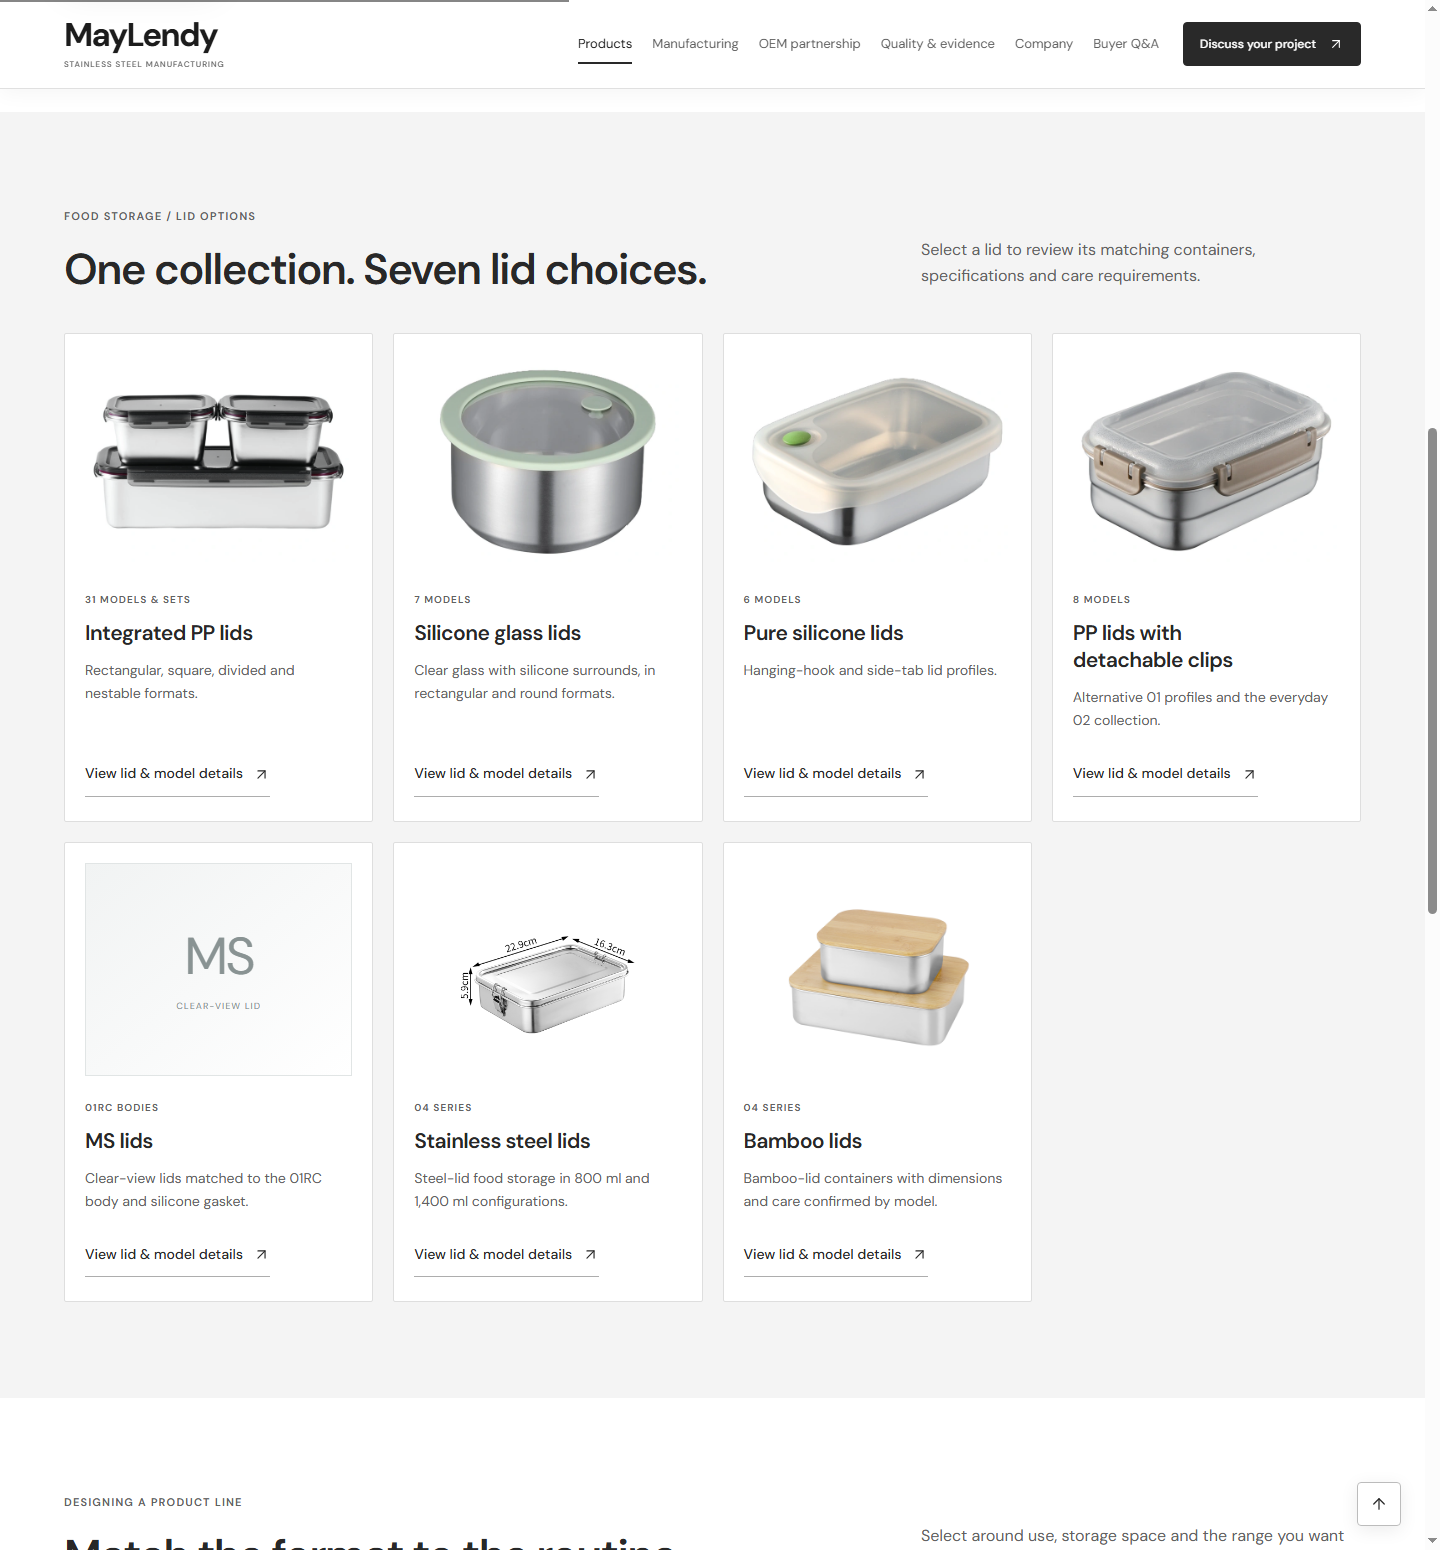 MayLendy
STAINLESS STEEL MANUFACTURING
Products
Manufacturing
OEM partnership
Quality & evidence
Company
Buyer Q&A
Discuss your project
FOOD STORAGE / LID OPTIONS
One collection. Seven lid choices.
Select a lid to review its matching containers,
specifications and care requirements.
31 MODELS & SETS
Integrated PP lids
Rectangular, square, divided and
nestable formats.
View lid & model details
7 MODELS
Silicone glass lids
Clear glass with silicone surrounds, in
rectangular and round formats.
View lid & model details
6 MODELS
Pure silicone lids
Hanging-hook and side-tab lid profiles.
View lid & model details
8 MODELS
PP lids with
detachable clips
Alternative 01 profiles and the everyday
02 collection.
View lid & model details
MS
CLEAR-VIEW LID
01RC BODIES
MS lids
Clear-view lids matched to the 01RC
body and silicone gasket.
View lid & model details
22.9cm
16.3cm
5.9cm
04 SERIES
Stainless steel lids
Steel-lid food storage in 800 ml and
1,400 ml configurations.
View lid & model details
04 SERIES
Bamboo lids
Bamboo-lid containers with dimensions
and care confirmed by model.
View lid & model details
DESIGNING A PRODUCT LINE
Match the format to the routine.
Select around use, storage space and the range you want